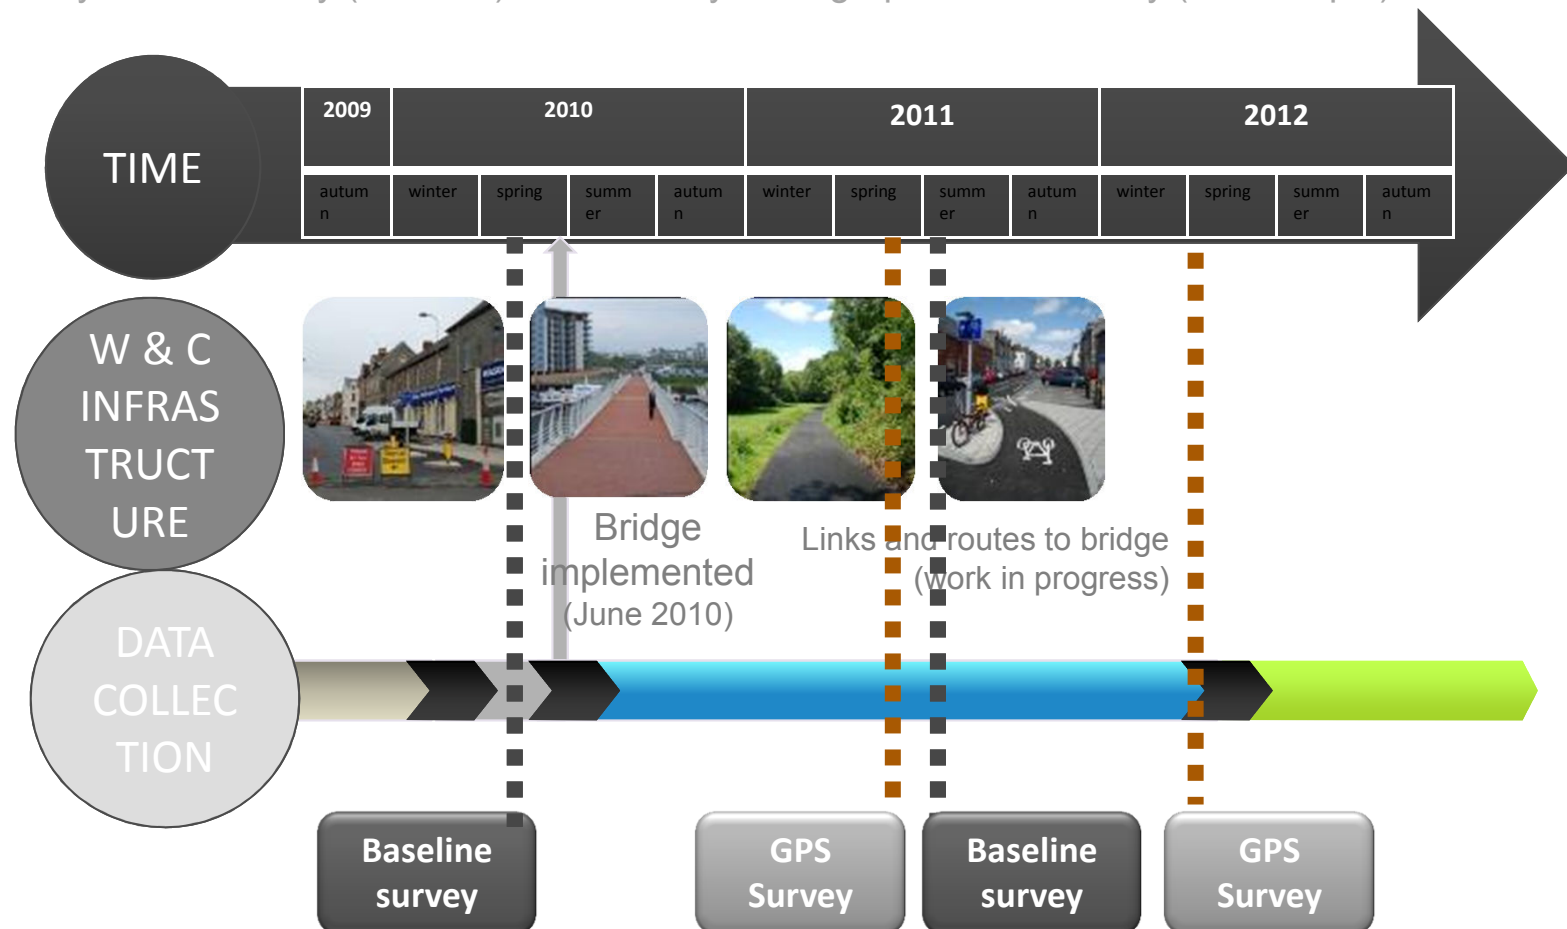 2009 2010 2011 2012
TIME
autum winter spring summ autum winter spring summ autum winter spring summ autum
n er n er n er n
W & C
INFRAS
TRUCT
URE
Bridge
implemented
(June 2010)
Links and routes to bridge
(work in progress)
DATA
COLLEC
TION
Baseline
survey
GPS
Survey
Baseline
survey
GPS
Survey